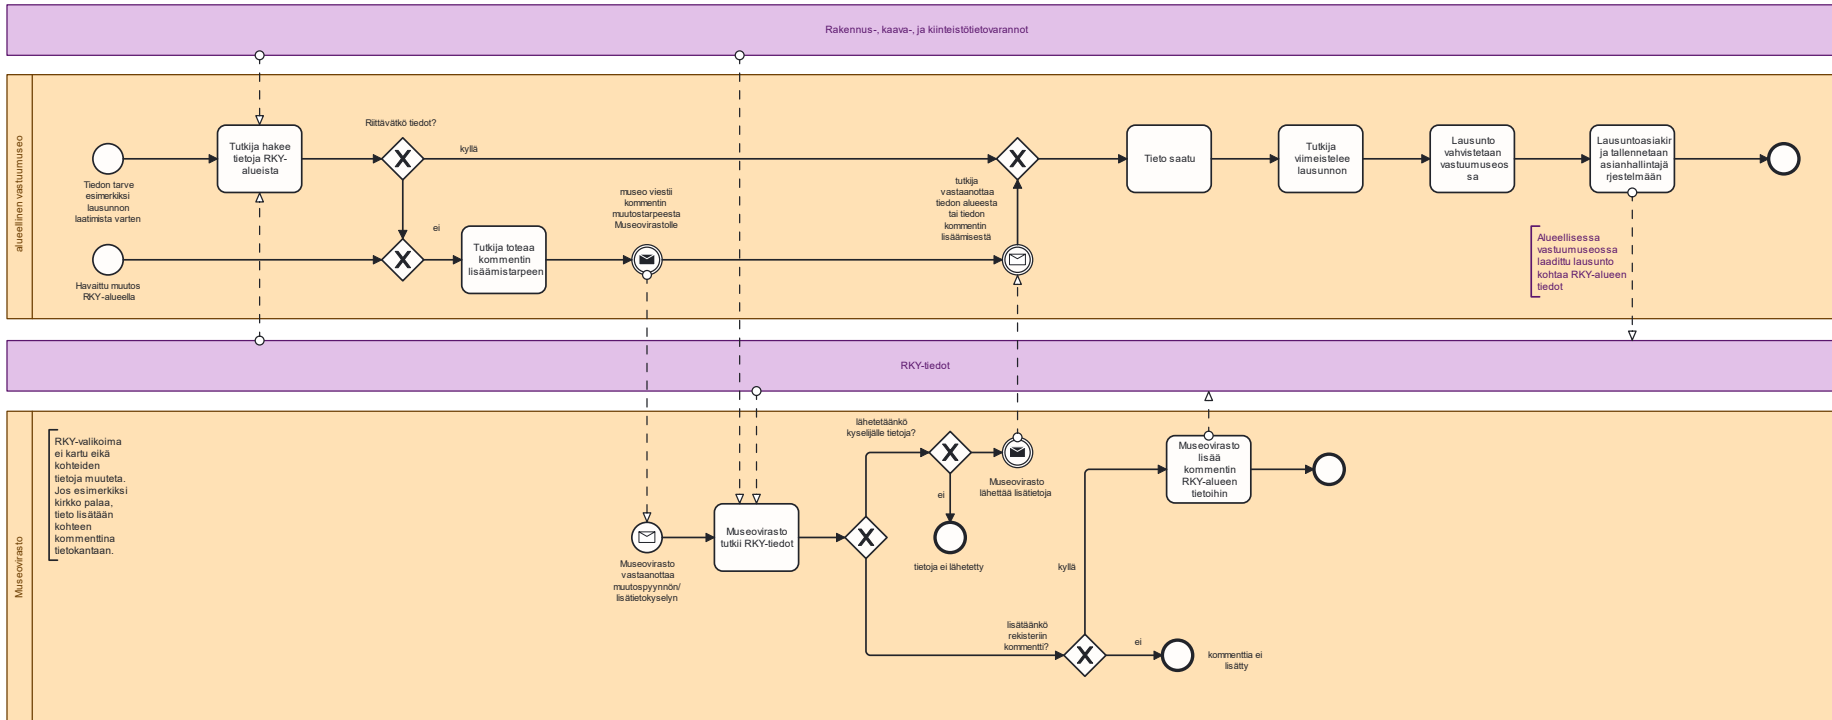 Rakennus-, kaava-, ja kiinteistötietovarannot
alueellinen vastuumuseo
Tiedon tarve
esimerkiksi
lausunnon
laatimista varten
Havaittu muutos
RKY-alueella
Tutkija hakee
tietoja RKY-
alueista
Riittävätkö tiedot?
kyllä
ei
Tutkija toteaa
kommentin
lisäämistarpeen
museo viestii
kommentin
muutostarpeesta
Museovirastolle
tutkija
vastaanottaa
tiedon alueesta
tai tiedon
kommentin
lisäämisestä
Tieto saatu
Tutkija
viimeistelee
lausunnon
Lausunto
vahvistetaan
vastuumuseos
sa
Lausuntoasiakir
ja tallennetaan
asianhallintajä
rjestelmään
Alueellisessa
vastuumuseossa
laadittu lausunto
kohtaa RKY-alueen
tiedot
RKY-tiedot
Museovirasto
RKY-valikoima
ei kartu eikä
kohteiden
tietoja muuteta.
Jos esimerkiksi
kirkko palaa,
tieto lisätään
kohteen
kommenttina
tietokantaan.
Museovirasto
vastaanottaa
muutospyynnön/
lisätietokyselyn
Museovirasto
tutkii RKY-tiedot
lähetetäänkö
kyselijälle tietoja?
ei
tietoja ei lähetetty
Museovirasto
lähettää lisätietoja
lisätäänkö
rekisteriin
kommentti?
kyllä
ei
kommenttia ei
lisätty
Museovirasto
lisää
kommentin
RKY-alueen
tietoihin